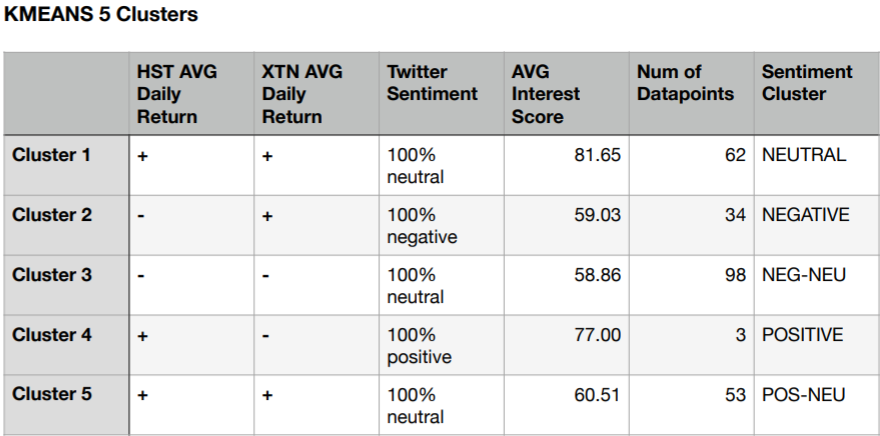 KMEANS 5 Clusters
HST AVG Daily Return XTN AVG Daily Return Twitter Sentiment AVG Interest Score Num of Datapoints Sentiment Cluster
Cluster 1 + + 100% neutral 81.65 62 NEUTRAL
Cluster 2 - + 100% negative 59.03 34 NEGATIVE
Cluster 3 - - 100% neutral 58.86 98 NEG-NEU
Cluster 4 + - 100% positive 77.00 3 POSITIVE
Cluster 5 + + 100% neutral 60.51 53 POS-NEU